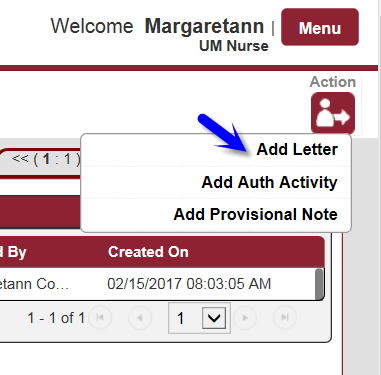 Welcome Margaretann | Menu
UM Nurse
Action
Add Letter
<< ( 1 : 1 )
Add Auth Activity
Add Provisional Note
d By Created On
etann Co... 02/15/2017 08:03:05 AM
1 - 1 of 1 1